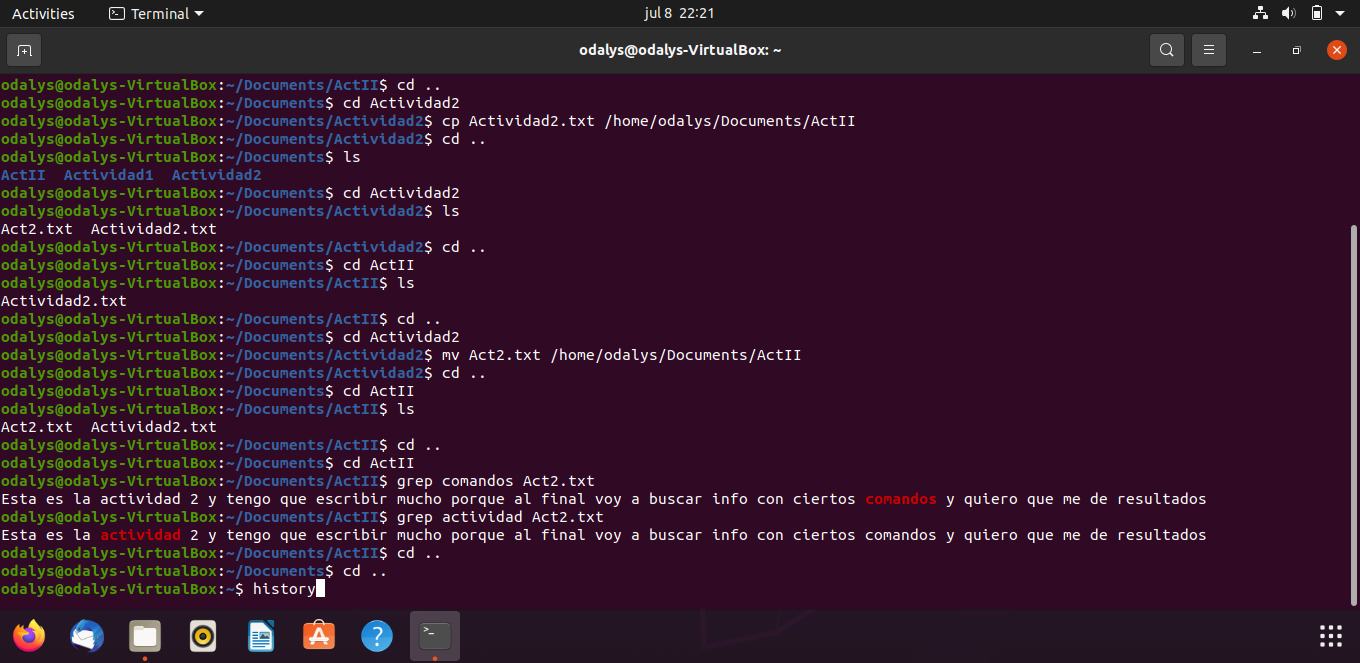 Activities
Terminal
jul 8 22:21
odalys@odalys-VirtualBox: ~
odalys@odalys-VirtualBox:~/Documents/ActII$ cd ..
odalys@odalys-VirtualBox:~/Documents$ cd Actividad2
odalys@odalys-VirtualBox:~/Documents/Actividad2$ cp Actividad2.txt /home/odalys/Documents/ActII
odalys@odalys-VirtualBox:~/Documents/Actividad2$ cd ..
odalys@odalys-VirtualBox:~/Documents$ ls
ActII  Actividad1  Actividad2
odalys@odalys-VirtualBox:~/Documents$ cd Actividad2
odalys@odalys-VirtualBox:~/Documents/Actividad2$ ls
Act2.txt  Actividad2.txt
odalys@odalys-VirtualBox:~/Documents/Actividad2$ cd ..
odalys@odalys-VirtualBox:~/Documents$ cd ActII
odalys@odalys-VirtualBox:~/Documents/ActII$ ls
Actividad2.txt
odalys@odalys-VirtualBox:~/Documents/ActII$ cd ..
odalys@odalys-VirtualBox:~/Documents$ cd Actividad2
odalys@odalys-VirtualBox:~/Documents/Actividad2$ mv Act2.txt /home/odalys/Documents/ActII
odalys@odalys-VirtualBox:~/Documents/Actividad2$ cd ..
odalys@odalys-VirtualBox:~/Documents$ cd ActII
odalys@odalys-VirtualBox:~/Documents/ActII$ ls
Act2.txt  Actividad2.txt
odalys@odalys-VirtualBox:~/Documents/ActII$ cd ..
odalys@odalys-VirtualBox:~/Documents$ cd ActII
odalys@odalys-VirtualBox:~/Documents/ActII$ grep comandos Act2.txt
Esta es la actividad 2 y tengo que escribir mucho porque al final voy a buscar info con ciertos comandos y quiero que me de resultados
odalys@odalys-VirtualBox:~/Documents/ActII$ grep actividad Act2.txt
Esta es la actividad 2 y tengo que escribir mucho porque al final voy a buscar info con ciertos comandos y quiero que me de resultados
odalys@odalys-VirtualBox:~/Documents/ActII$ cd ..
odalys@odalys-VirtualBox:~/Documents$ cd ..
odalys@odalys-VirtualBox:~$ history